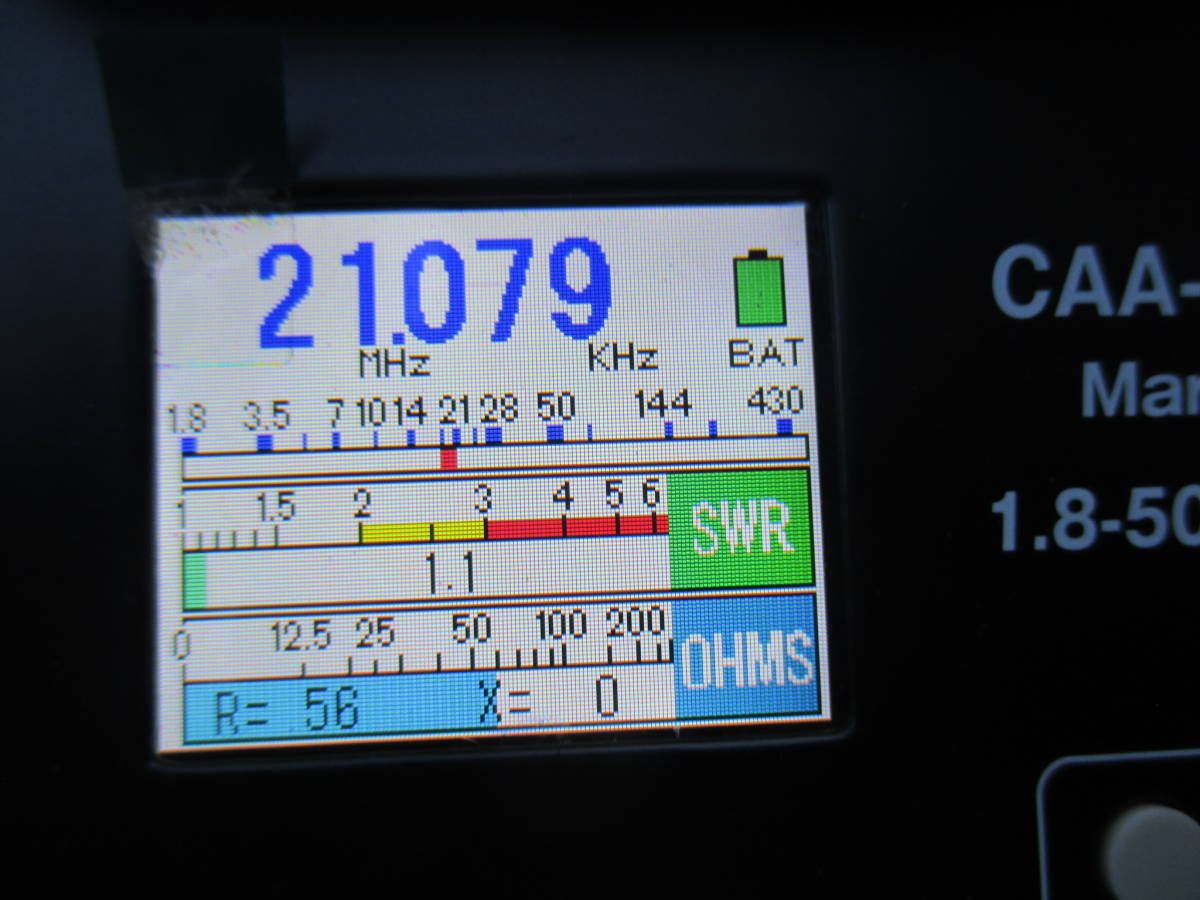 21.079
MHz KHz BAT
1.8 3.5 7 10 14 21 28 50 144 430
1 1.5 2 3 4 5 6
SWR
1.1
0 12.5 25 50 100 200
OHMS
R= 56 X= 0
CAA-
Mar
1.8-50